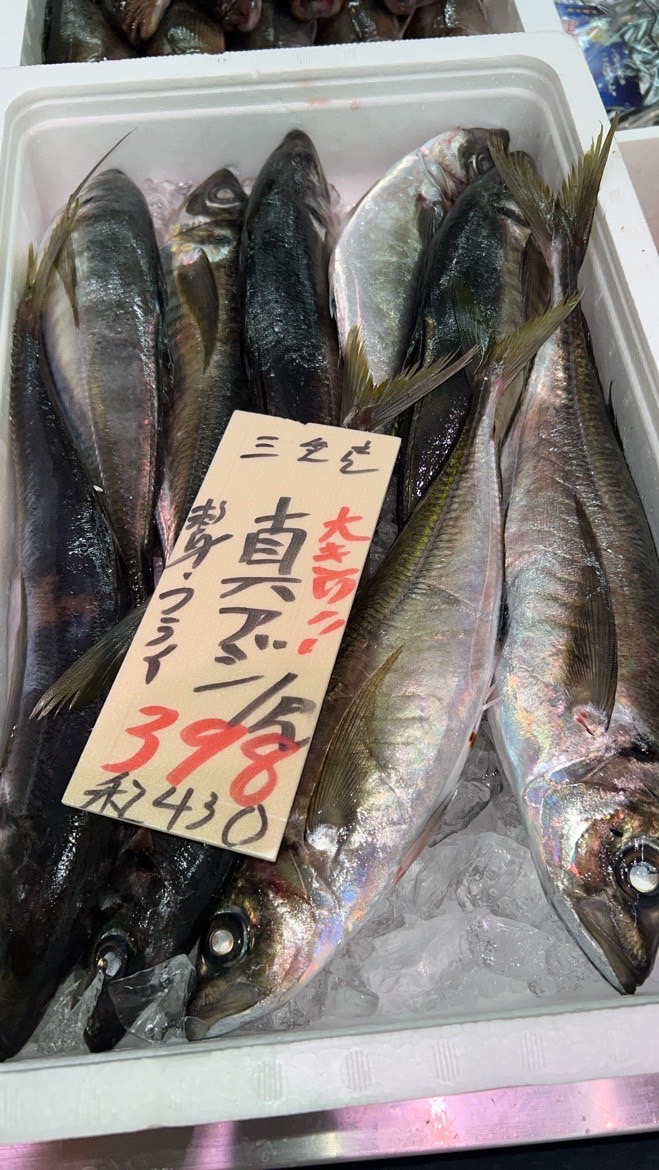 三重産
大きい!!
真アジ 1尾
刺身・フライ
398
税込430